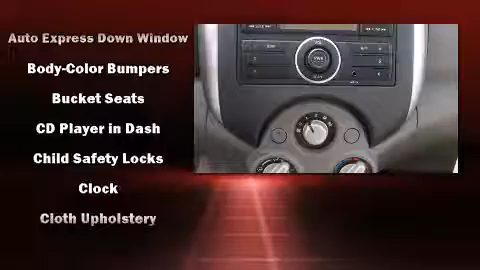 Auto Express Down Window
Body-Color Bumpers
Bucket Seats
CD Player in Dash
Child Safety Locks
Clock
Cloth Upholstery